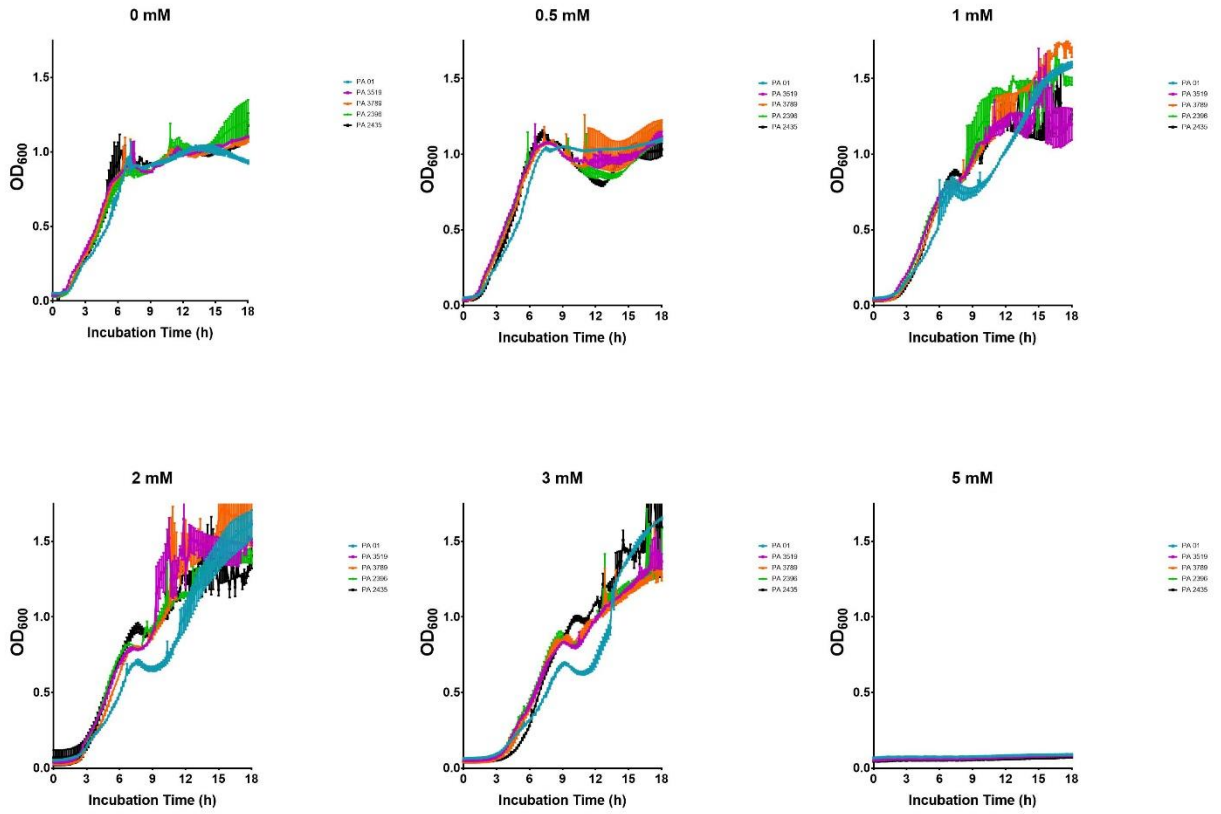 0 mM
1.5
1.0
0.5
0.0
OD600
0 3 6 9 12 15 18
Incubation Time (h)
PA 01
PA 3519
PA 3789
PA 2396
PA 2435
0.5 mM
1.5
1.0
0.5
0.0
OD600
0 3 6 9 12 15 18
Incubation Time (h)
PA 01
PA 3519
PA 3789
PA 2396
PA 2435
1 mM
1.5
1.0
0.5
0.0
OD600
0 3 6 9 12 15 18
Incubation Time (h)
PA 01
PA 3519
PA 3789
PA 2396
PA 2435
2 mM
1.5
1.0
0.5
0.0
OD600
0 3 6 9 12 15 18
Incubation Time (h)
PA 01
PA 3519
PA 3789
PA 2396
PA 2435
3 mM
1.5
1.0
0.5
0.0
OD600
0 3 6 9 12 15 18
Incubation Time (h)
PA 01
PA 3519
PA 3789
PA 2396
PA 2435
5 mM
1.5
1.0
0.5
0.0
OD600
0 3 6 9 12 15 18
Incubation Time (h)
PA 01
PA 3519
PA 3789
PA 2396
PA 2435